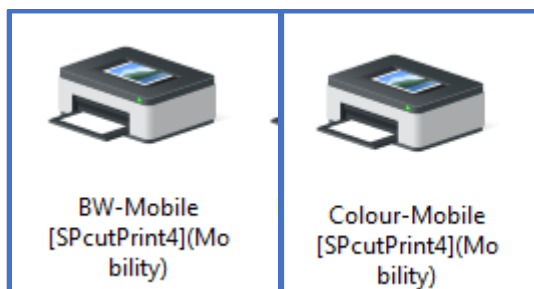 BW-Mobile
[SPcutPrint4](Mo
bility)
Colour-Mobile
[SPcutPrint4](Mo
bility)